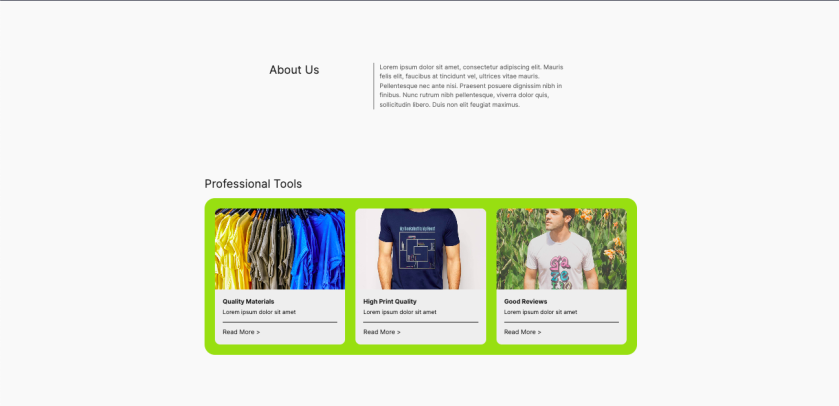 About Us
Lorem ipsum dolor sit amet, consectetur adipiscing elit. Mauris
felis elit, faucibus at tincidunt vel, ultrices vitae mauris.
Pellentesque nec ante nisi. Praesent posuere dignissim nibh in
finibus. Nunc rutrum nibh pellentesque, viverra dolor quis,
sollicitudin libero. Duis non elit feugiat maximus.
Professional Tools
Quality Materials
Lorem ipsum dolor sit amet
Read More >
High Print Quality
Lorem ipsum dolor sit amet
Read More >
Good Reviews
Lorem ipsum dolor sit amet
Read More >